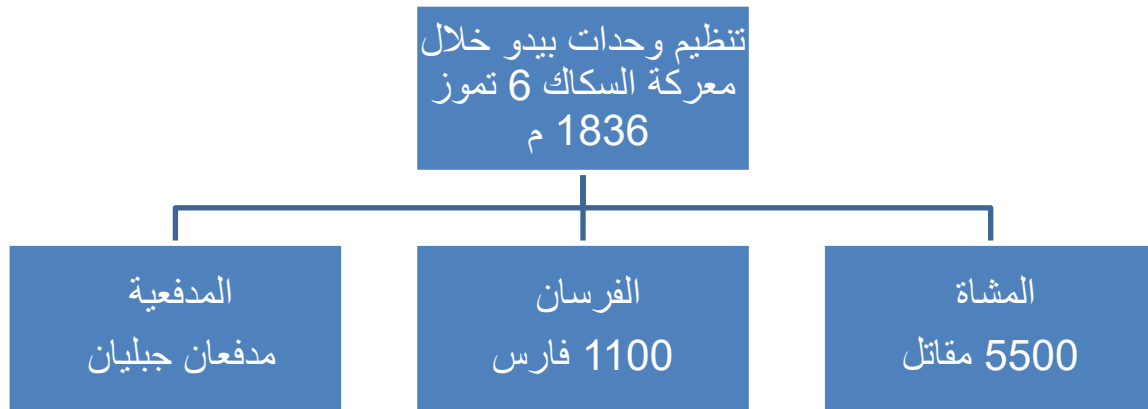 تنظيم وحدات بيدو خلال
معركة السكاك 6 تموز
1836 م
المشاة
5500 مقاتل
الفرسان
1100 فارس
المدفعية
مدفعان جبليان